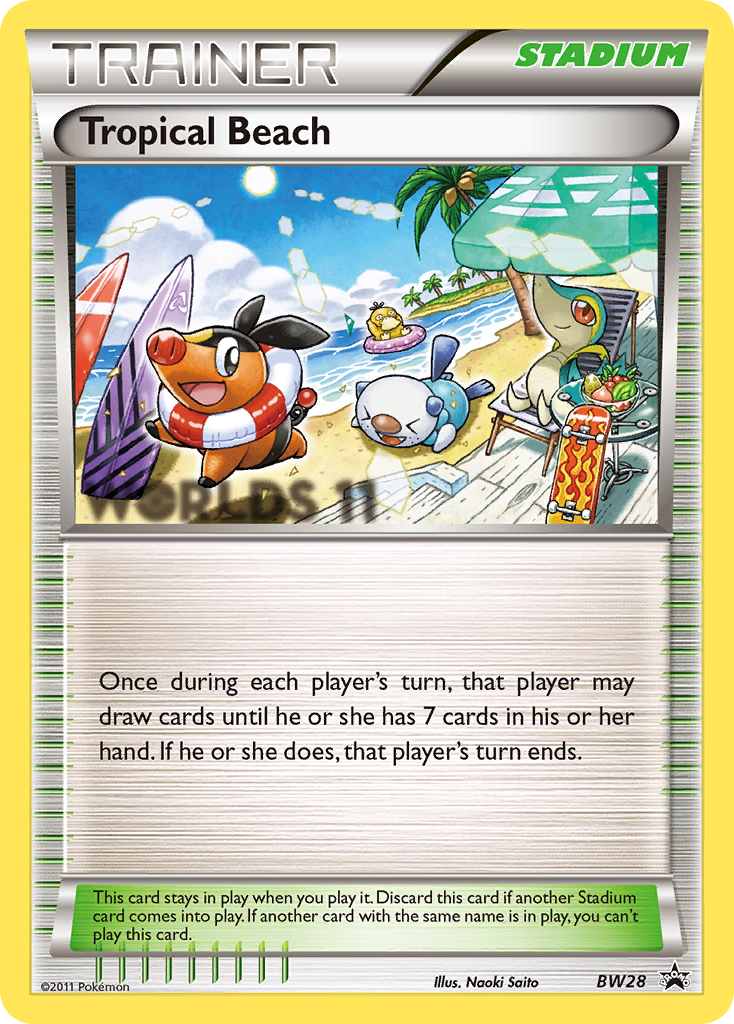 TRAINER
STADIUM
Tropical Beach
WORLDS 11
Once during each player's turn, that player may
draw cards until he or she has 7 cards in his or her
hand. If he or she does, that player's turn ends.
This card stays in play when you play it. Discard this card if another Stadium
card comes into play. If another card with the same name is in play, you can't
play this card.
©2011 Pokémon
Illus. Naoki Saito
BW28
PROMO